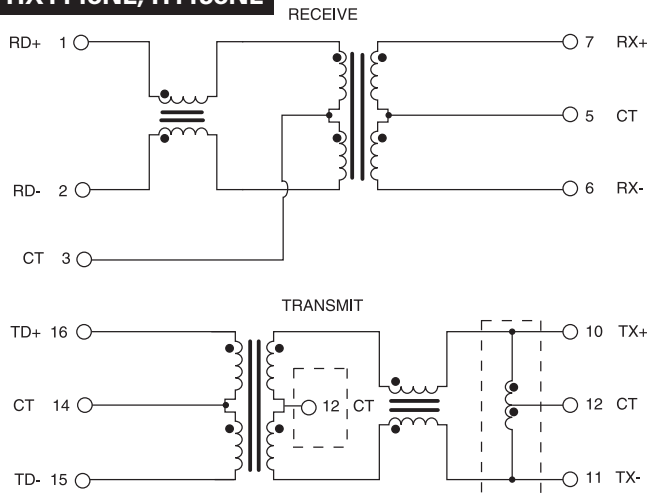 RECEIVE
RD+ 1
7 RX+
5 CT
RD- 2
6 RX-
CT 3
TRANSMIT
TD+ 16
10 TX+
CT 14
12 CT
12 CT
TD- 15
11 TX-